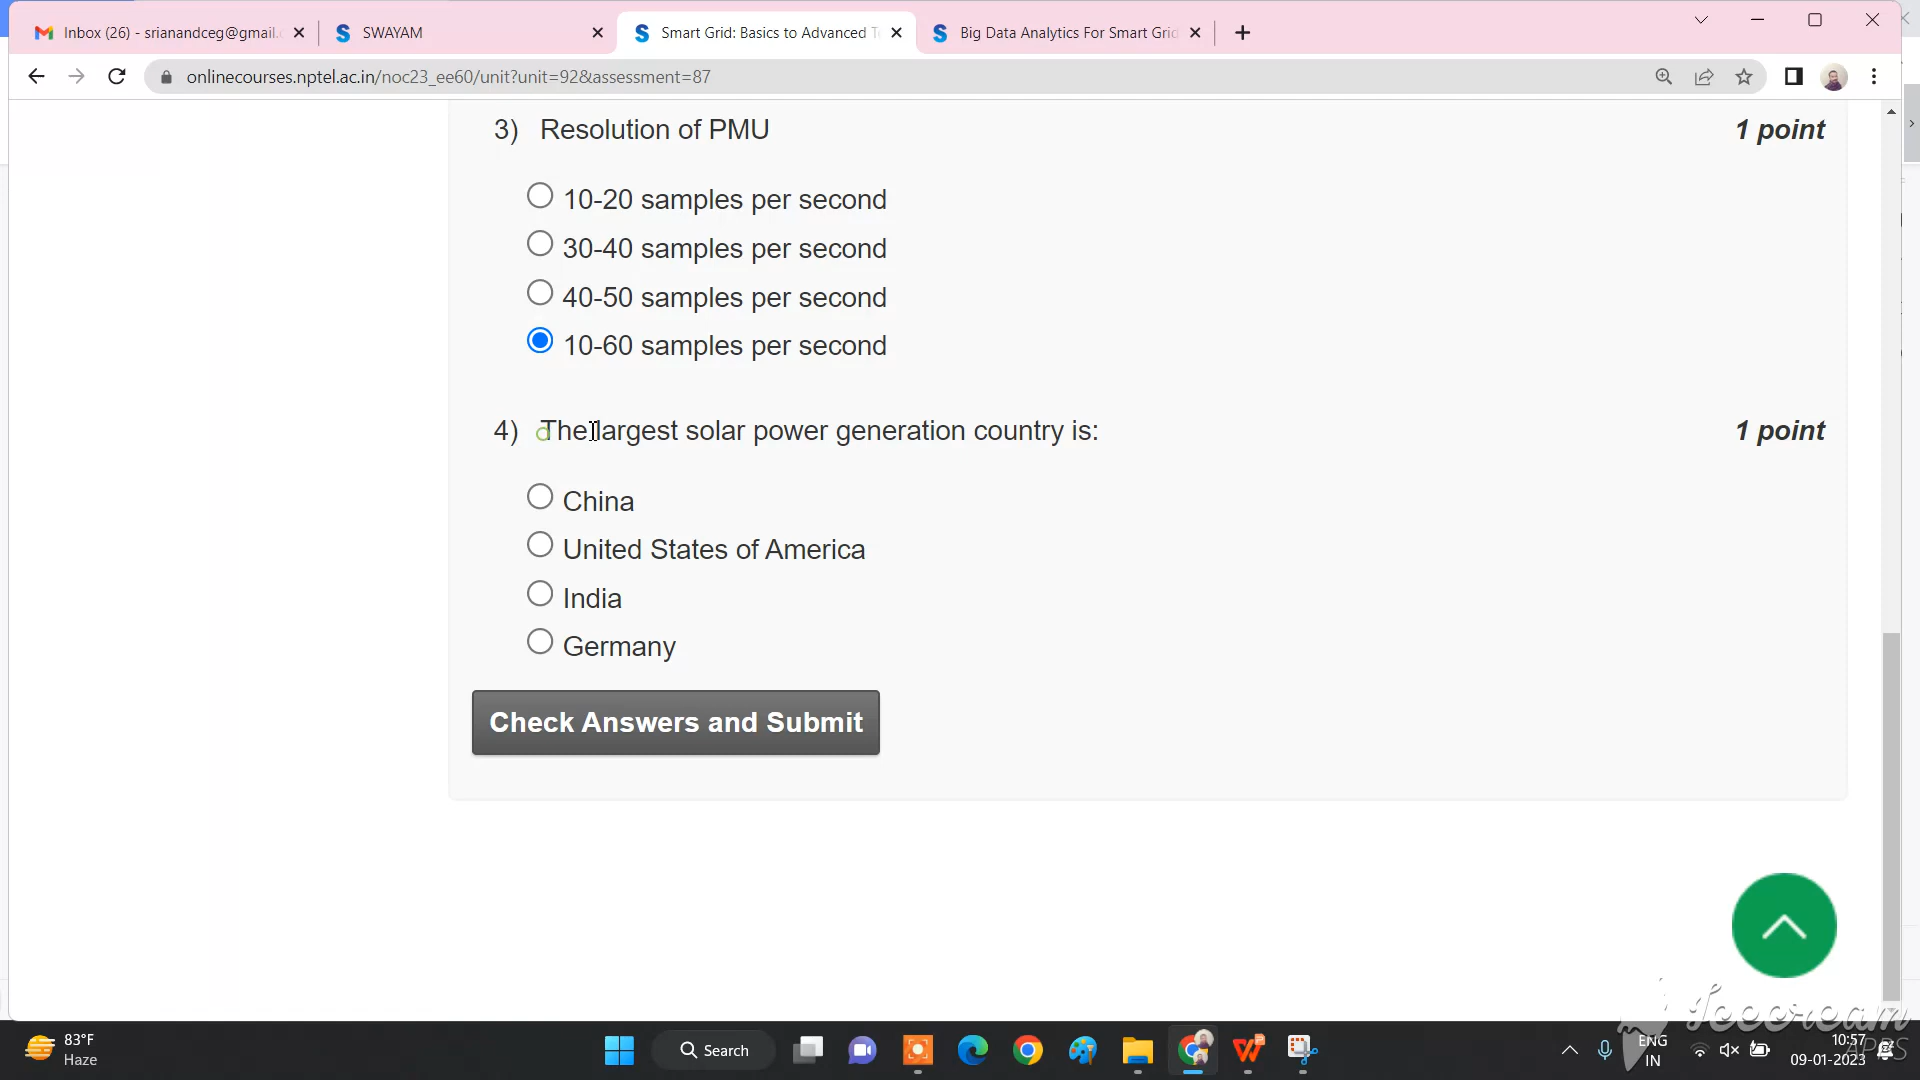 Inbox (26) - srianandceg@gmail.
SWAYAM
Smart Grid: Basics to Advanced T
Big Data Analytics For Smart Grid
onlinecourses.nptel.ac.in/noc23_ee60/unit?unit=92&assessment=87
3) Resolution of PMU 1 point
10-20 samples per second
30-40 samples per second
40-50 samples per second
10-60 samples per second
4) The largest solar power generation country is: 1 point
China
United States of America
India
Germany
Check Answers and Submit
Icecream
APPS
83°F
Haze
Search
ENG
IN
10:57
09-01-2023